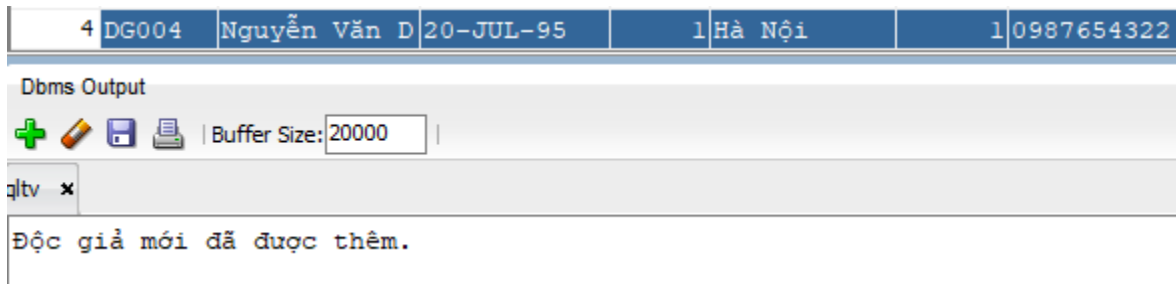 4 DG004 Nguyễn Văn D 20-JUL-95 1 Hà Nội 1 0987654322
Dbms Output
Buffer Size: 20000
qltv
Độc giả mới đã được thêm.